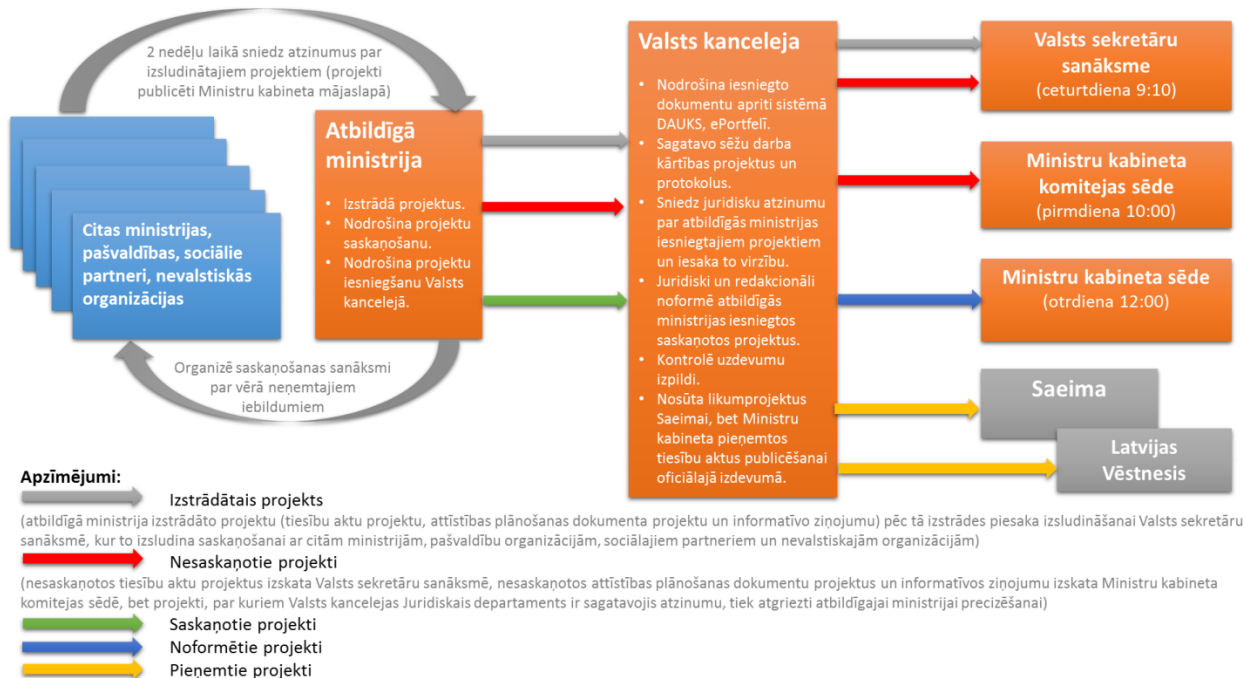 2 nedēļu laikā sniedz atzinumus par
izsludinātajiem projektiem (projekti
publicēti Ministru kabineta mājaslapā)
Citas ministrijas,
pašvaldības, sociālie
partneri, nevalstiskās
organizācijas
Atbildīgā
ministrija
• Izstrādā projektus.
• Nodrošina projektu
saskaņošanu.
• Nodrošina projektu
iesniegšanu Valsts
kancelejā.
Organizē saskaņošanas sanāksmi
par vērā neņemtajiem
iebildumiem
Valsts kanceleja
• Nodrošina iesniegto
dokumentu apriti sistēmā
DAUKS, ePortfelī.
• Sagatavo sēžu darba
kārtības projektus un
protokolus.
• Sniedz juridisku atzinumu
par atbildīgās ministrijas
iesniegtajiem projektiem
un iesaka to virzību.
• Juridiski un redakcionāli
noformē atbildīgās
ministrijas iesniegtos
saskaņotos projektus.
• Kontrolē uzdevumu
izpildi.
• Nosūta likumprojektus
Saeimai, bet Ministru
kabineta pieņemtos
tiesību aktus publicēšanai
oficiālajā izdevumā.
Valsts sekretāru
sanāksme
(ceturtdiena 9:10)
Ministru kabineta
komitejas sēde
(pirmdiena 10:00)
Ministru kabineta sēde
(otrdiena 12:00)
Saeima
Latvijas
Vēstnesis
Apzīmējumi:
Izstrādātais projekts
(atbildīgā ministrija izstrādāto projektu (tiesību aktu projektu, attīstības plānošanas dokumenta projektu un informatīvo ziņojumu) pēc tā izstrādes piesaka izsludināšanai Valsts sekretāru
sanāksmē, kur to izsludina saskaņošanai ar citām ministrijām, pašvaldību organizācijām, sociālajiem partneriem un nevalstiskajām organizācijām)
Nesaskaņotie projekti
(nesaskaņotos tiesību aktu projektus izskata Valsts sekretāru sanāksmē, nesaskaņotos attīstības plānošanas dokumentu projektus un informatīvos ziņojumu izskata Ministru kabineta
komitejas sēdē, bet projekti, par kuriem Valsts kancelejas Juridiskais departaments ir sagatavojis atzinumu, tiek atgriezti atbildīgajai ministrijai precizēšanai)
Saskaņotie projekti
Noformētie projekti
Pieņemtie projekti